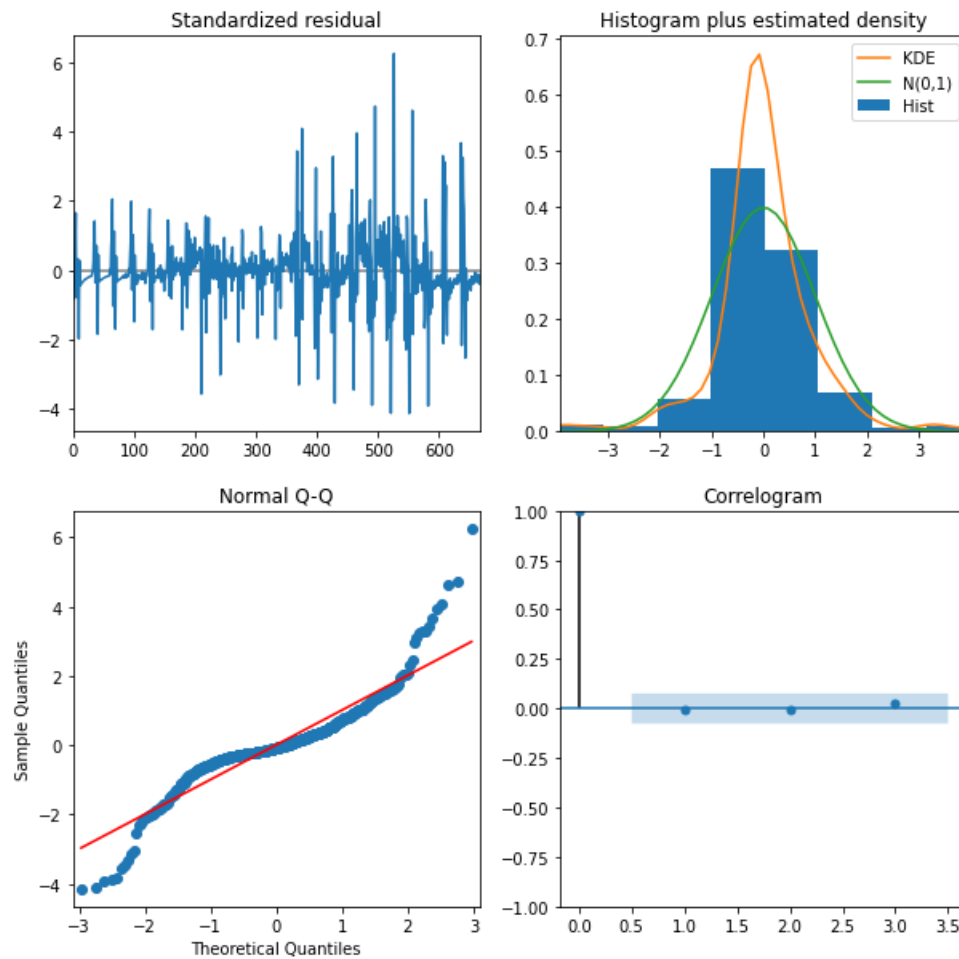 Standardized residual
6
4
2
0
−2
−4
0 100 200 300 400 500 600
Histogram plus estimated density
0.7
0.6
0.5
0.4
0.3
0.2
0.1
0.0
KDE
N(0,1)
Hist
−3 −2 −1 0 1 2 3
Normal Q-Q
Sample Quantiles
6
4
2
0
−2
−4
−3 −2 −1 0 1 2 3
Theoretical Quantiles
Correlogram
1.00
0.75
0.50
0.25
0.00
−0.25
−0.50
−0.75
−1.00
0.0 0.5 1.0 1.5 2.0 2.5 3.0 3.5